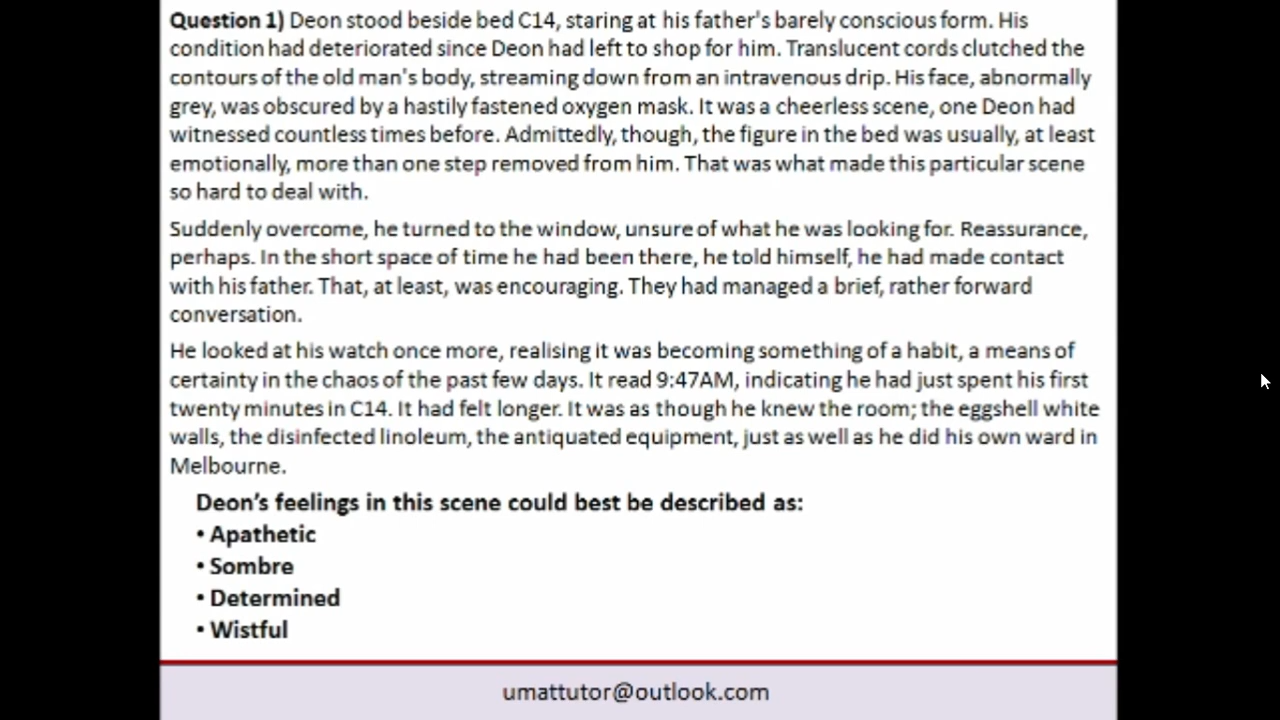 Question 1) Deon stood beside bed C14, staring at his father's barely conscious form. His
condition had deteriorated since Deon had left to shop for him. Translucent cords clutched the
contours of the old man's body, streaming down from an intravenous drip. His face, abnormally
grey, was obscured by a hastily fastened oxygen mask. It was a cheerless scene, one Deon had
witnessed countless times before. Admittedly, though, the figure in the bed was usually, at least
emotionally, more than one step removed from him. That was what made this particular scene
so hard to deal with.
Suddenly overcome, he turned to the window, unsure of what he was looking for. Reassurance,
perhaps. In the short space of time he had been there, he told himself, he had made contact
with his father. That, at least, was encouraging. They had managed a brief, rather forward
conversation.
He looked at his watch once more, realising it was becoming something of a habit, a means of
certainty in the chaos of the past few days. It read 9:47AM, indicating he had just spent his first
twenty minutes in C14. It had felt longer. It was as though he knew the room; the eggshell white
walls, the disinfected linoleum, the antiquated equipment, just as well as he did his own ward in
Melbourne.
Deon's feelings in this scene could best be described as:
• Apathetic
• Sombre
• Determined
• Wistful
umattutor@outlook.com